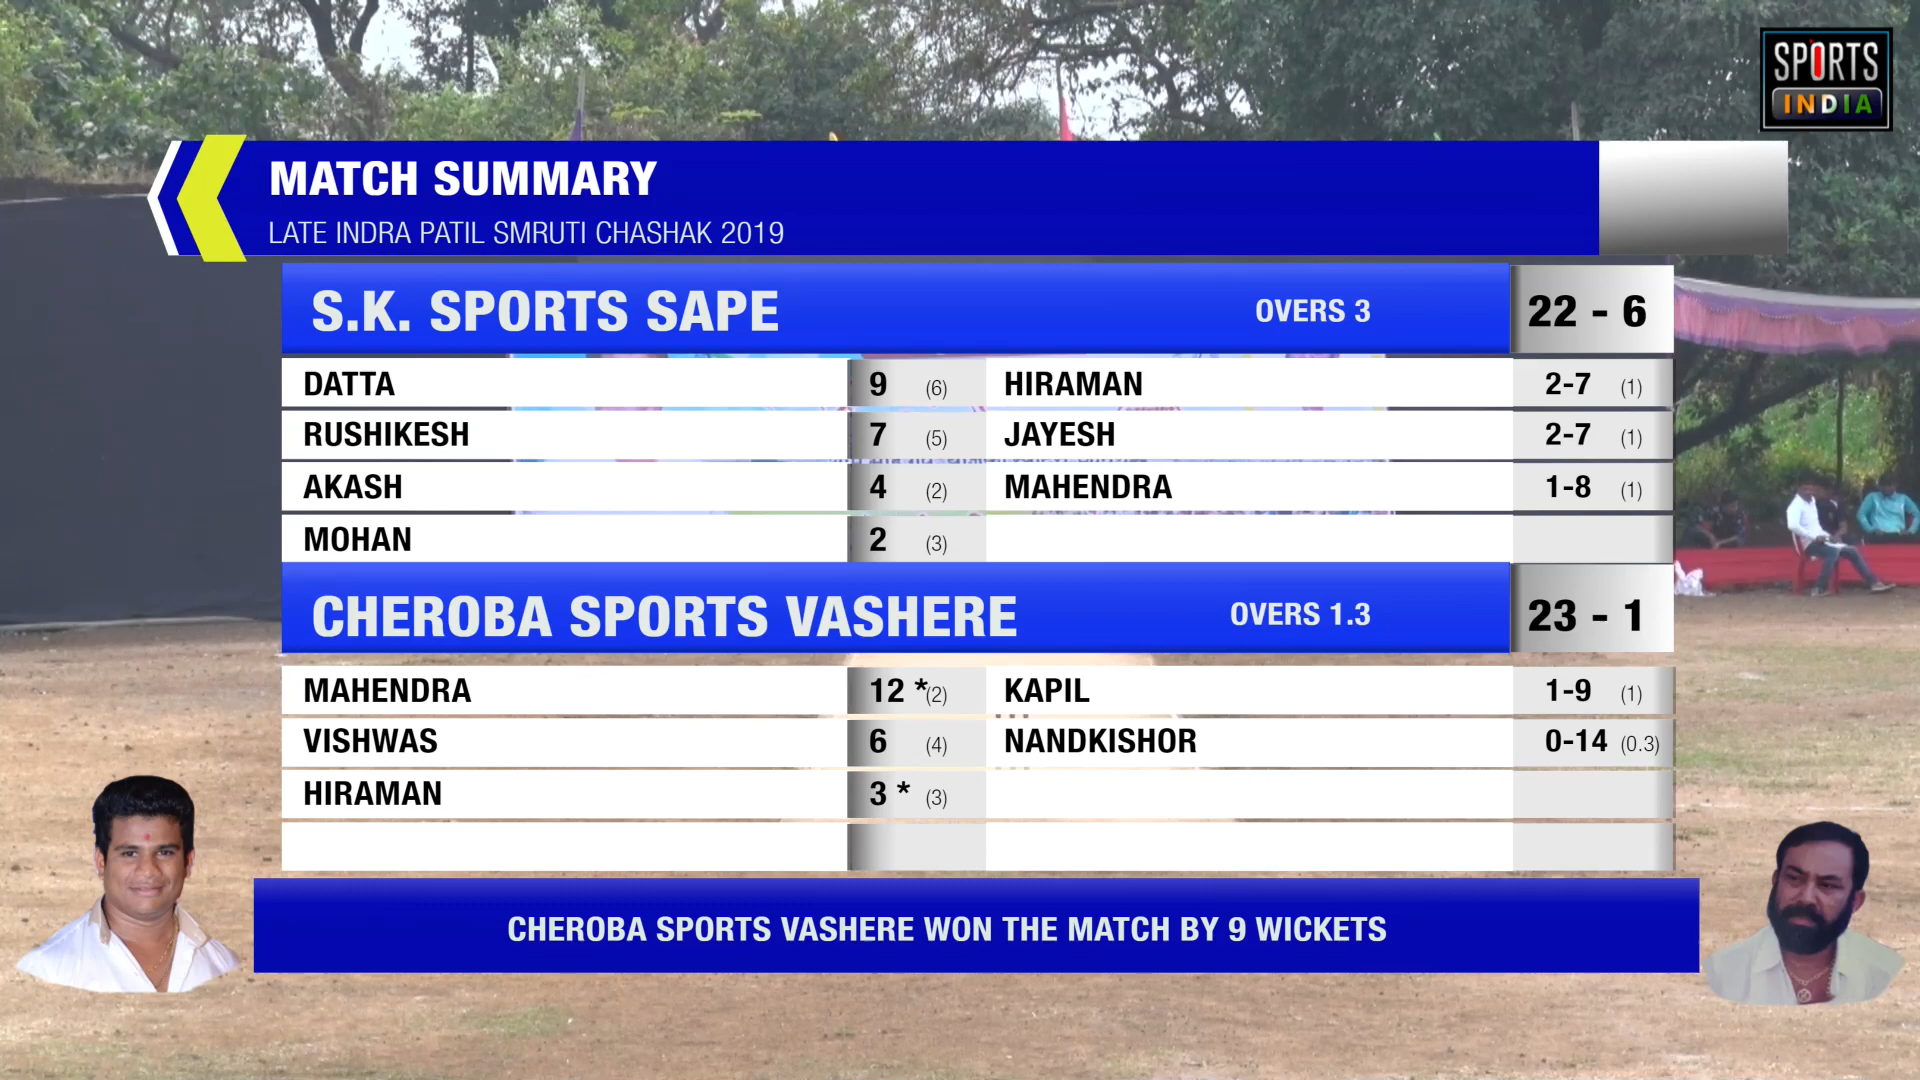 SPORTS
INDIA
MATCH SUMMARY
LATE INDRA PATIL SMRUTI CHASHAK 2019
S.K. SPORTS SAPE OVERS 3 22 - 6
DATTA 9 (6) HIRAMAN 2-7 (1)
RUSHIKESH 7 (5) JAYESH 2-7 (1)
AKASH 4 (2) MAHENDRA 1-8 (1)
MOHAN 2 (3)
CHEROBA SPORTS VASHERE OVERS 1.3 23 - 1
MAHENDRA 12 * (2) KAPIL 1-9 (1)
VISHWAS 6 (4) NANDKISHOR 0-14 (0.3)
HIRAMAN 3 * (3)
CHEROBA SPORTS VASHERE WON THE MATCH BY 9 WICKETS